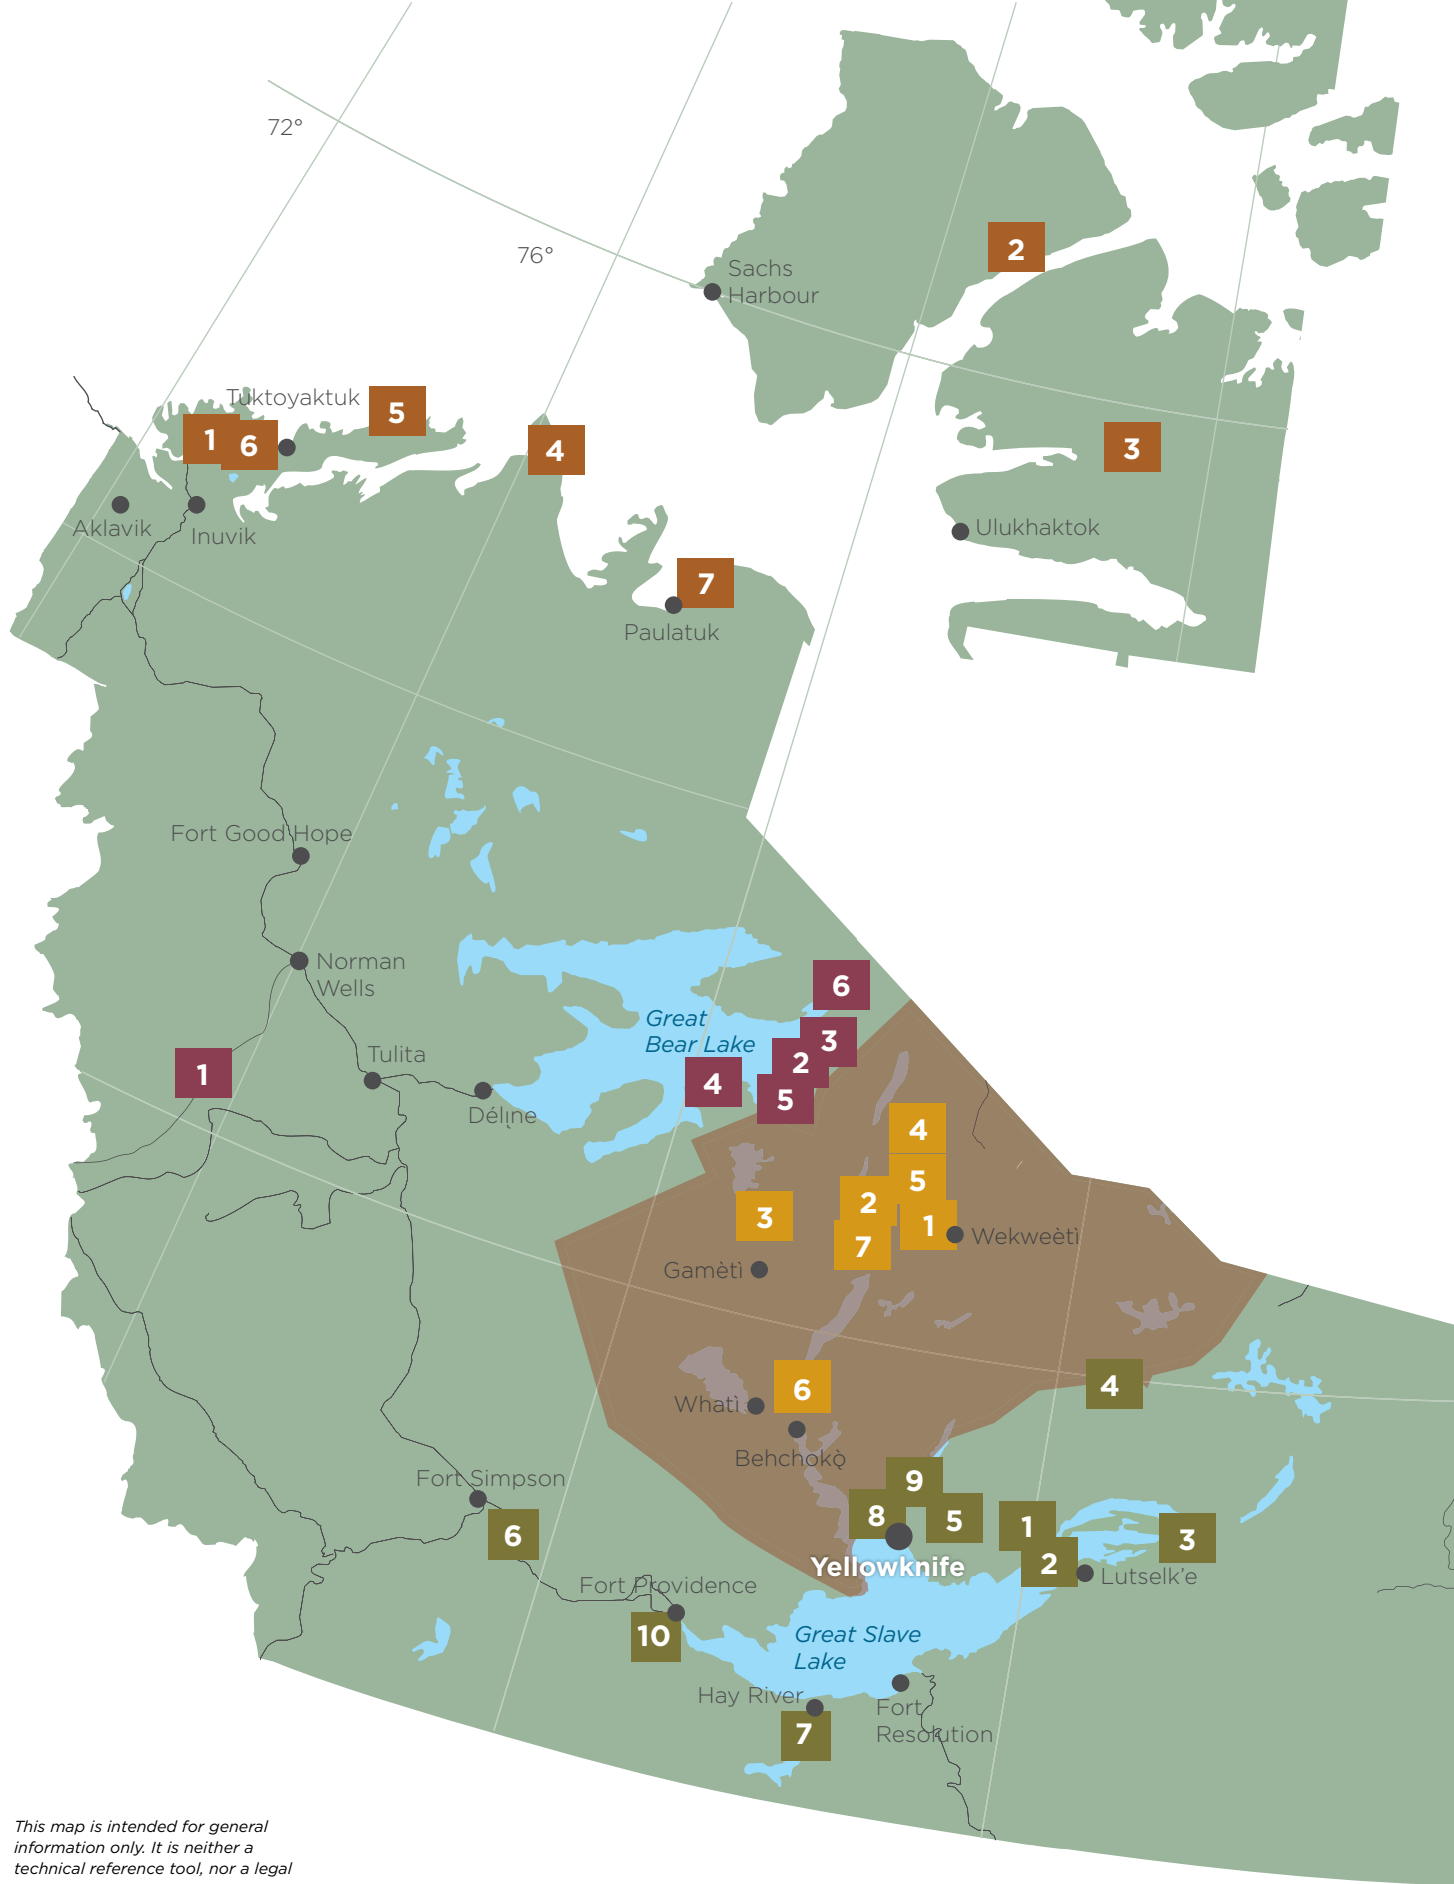 72°
76°
2
Sachs
Harbour
Tuktoyaktuk
5
1
6
4
3
Aklavik
Inuvik
Ulukhaktok
7
Paulatuk
Fort Good Hope
Norman
Wells
6
Great
Bear Lake
3
2
1
Tulita
4
5
Délı̨ne
4
5
2
3
1
Wekweètì
7
Gamètì
6
4
Whatì
Behchokǫ̀
Fort Simpson
9
8
5
1
6
3
2
Yellowknife
Lutselk’e
Fort Providence
10
Great Slave
Lake
Hay River
Fort
Resolution
7
This map is intended for general
information only. It is neither a
technical reference tool, nor a legal